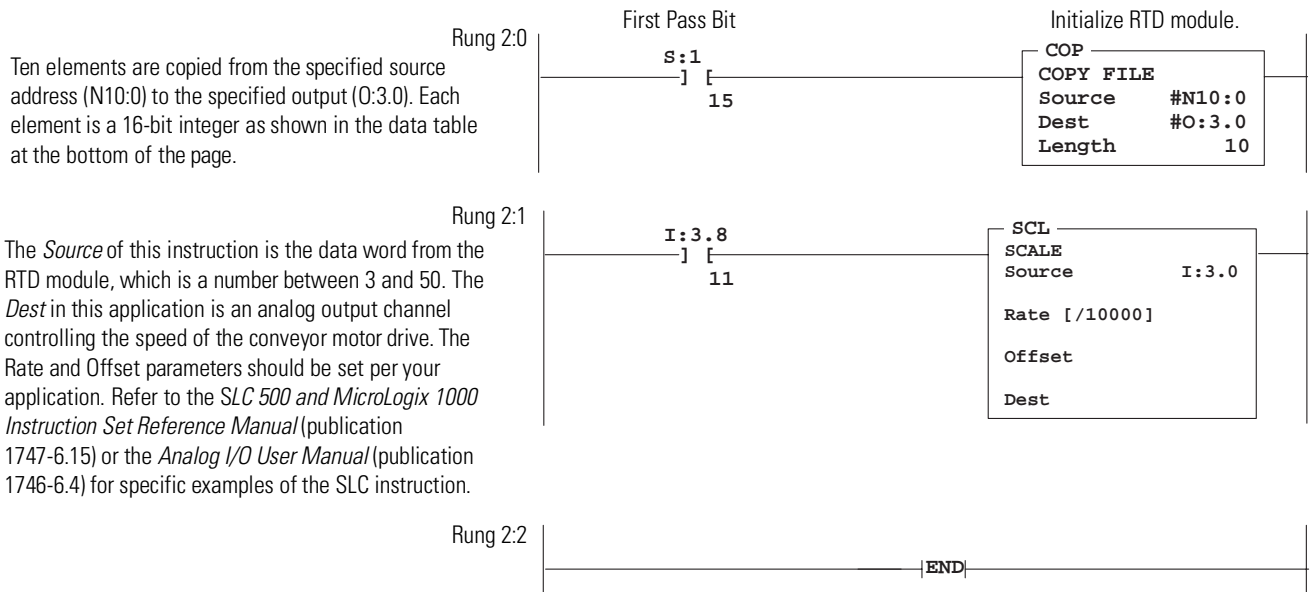 First Pass Bit
Initialize RTD module.
Rung 2:0
Ten elements are copied from the specified source
address (N10:0) to the specified output (O:3.0). Each
element is a 16-bit integer as shown in the data table
at the bottom of the page.
S:1
] [
15
COP
COPY FILE
Source #N10:0
Dest #O:3.0
Length 10
Rung 2:1
The Source of this instruction is the data word from the
RTD module, which is a number between 3 and 50. The
Dest in this application is an analog output channel
controlling the speed of the conveyor motor drive. The
Rate and Offset parameters should be set per your
application. Refer to the SLC 500 and MicroLogix 1000
Instruction Set Reference Manual (publication
1747-6.15) or the Analog I/O User Manual (publication
1746-6.4) for specific examples of the SLC instruction.
I:3.8
] [
11
SCL
SCALE
Source I:3.0
Rate [/10000]
Offset
Dest
Rung 2:2
END